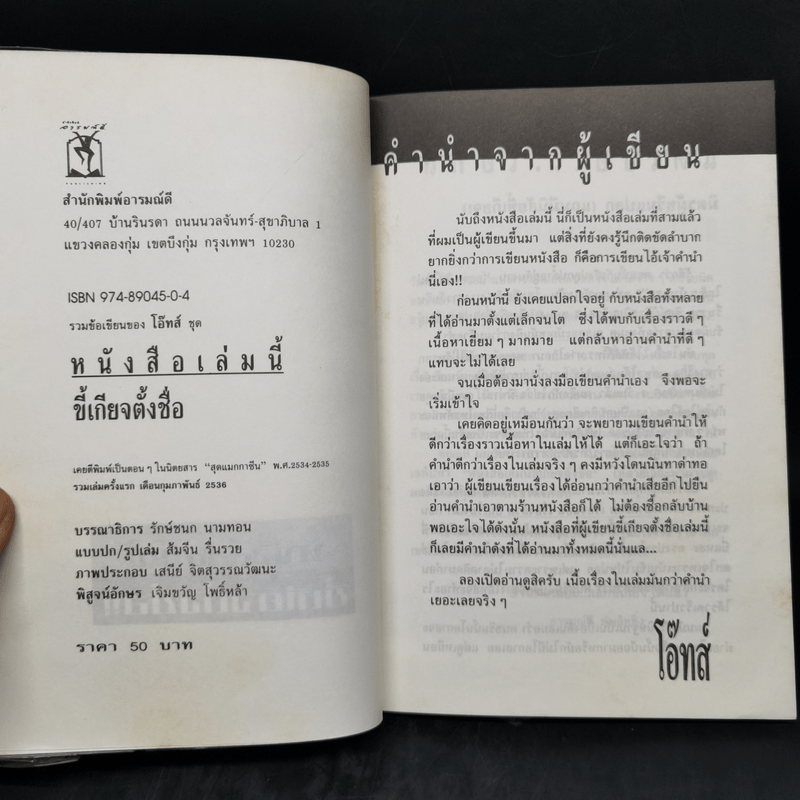 สำนักพิมพ์อารมณ์ดี
40/407 บ้านรินรดา ถนนนวลจันทร์-สุขาภิบาล 1
แขวงคลองกุ่ม เขตบึงกุ่ม กรุงเทพฯ 10230
ISBN 974-89045-0-4
รวมข้อเขียนของ โอ๊ทส์ ชุด
หนังสือเล่มนี้
ขี้เกียจตั้งชื่อ
เคยตีพิมพ์เป็นตอน ๆ ในนิตยสาร "สุดแมกกาซีน" พ.ศ.2534-2535
รวมเล่มครั้งแรก เดือนกุมภาพันธ์ 2536
บรรณาธิการ รักษ์ชนก นามทอน
แบบปก/รูปเล่ม ส้มจีน รื่นรวย
ภาพประกอบ เสนีย์ จิตสุวรรณวัฒนะ
พิสูจน์อักษร เจิมขวัญ โพธิ์หล้า
ราคา 50 บาท
คำนำจากผู้เขียน
นับถึงหนังสือเล่มนี้ นี่ก็เป็นหนังสือเล่มที่สามแล้ว
ที่ผมเป็นผู้เขียนขึ้นมา แต่สิ่งที่ยังคงรู้นึกติดขัดลำบาก
ยากยิ่งกว่าการเขียนหนังสือ ก็คือการเขียนไอ้เจ้าคำนำ
นี่เอง!!
ก่อนหน้านี้ ยังเคยแปลกใจอยู่ กับหนังสือทั้งหลาย
ที่ได้อ่านมาตั้งแต่เล็กจนโต ซึ่งได้พบกับเรื่องราวดี ๆ
เนื้อหาเยี่ยม ๆ มากมาย แต่กลับหาอ่านคำนำที่ดี ๆ
แทบจะไม่ได้เลย
จนเมื่อต้องมานั่งลงมือเขียนคำนำเอง จึงพอจะ
เริ่มเข้าใจ
เคยคิดอยู่เหมือนกันว่า จะพยายามเขียนคำนำให้
ดีกว่าเรื่องราวเนื้อหาในเล่มให้ได้ แต่ก็เอะใจว่า ถ้า
คำนำดีกว่าเรื่องในเล่มจริง ๆ คงมีหวังโดนนินทาด่าทอ
เอาว่า ผู้เขียนเขียนเรื่องได้อ่อนกว่าคำนำเสียอีกไปยืน
อ่านคำนำเอาตามร้านหนังสือก็ได้ ไม่ต้องซื้อกลับบ้าน
พอเอะใจได้ดังนั้น หนังสือที่ผู้เขียนขี้เกียจตั้งชื่อเล่มนี้
ก็เลยมีคำนำดังที่ได้อ่านมาทั้งหมดนี้นั่นแล...
ลองเปิดอ่านดูสิครับ เนื้อเรื่องในเล่มมันกว่าคำนำ
เยอะเลยจริง ๆ
โอ๊ทส์